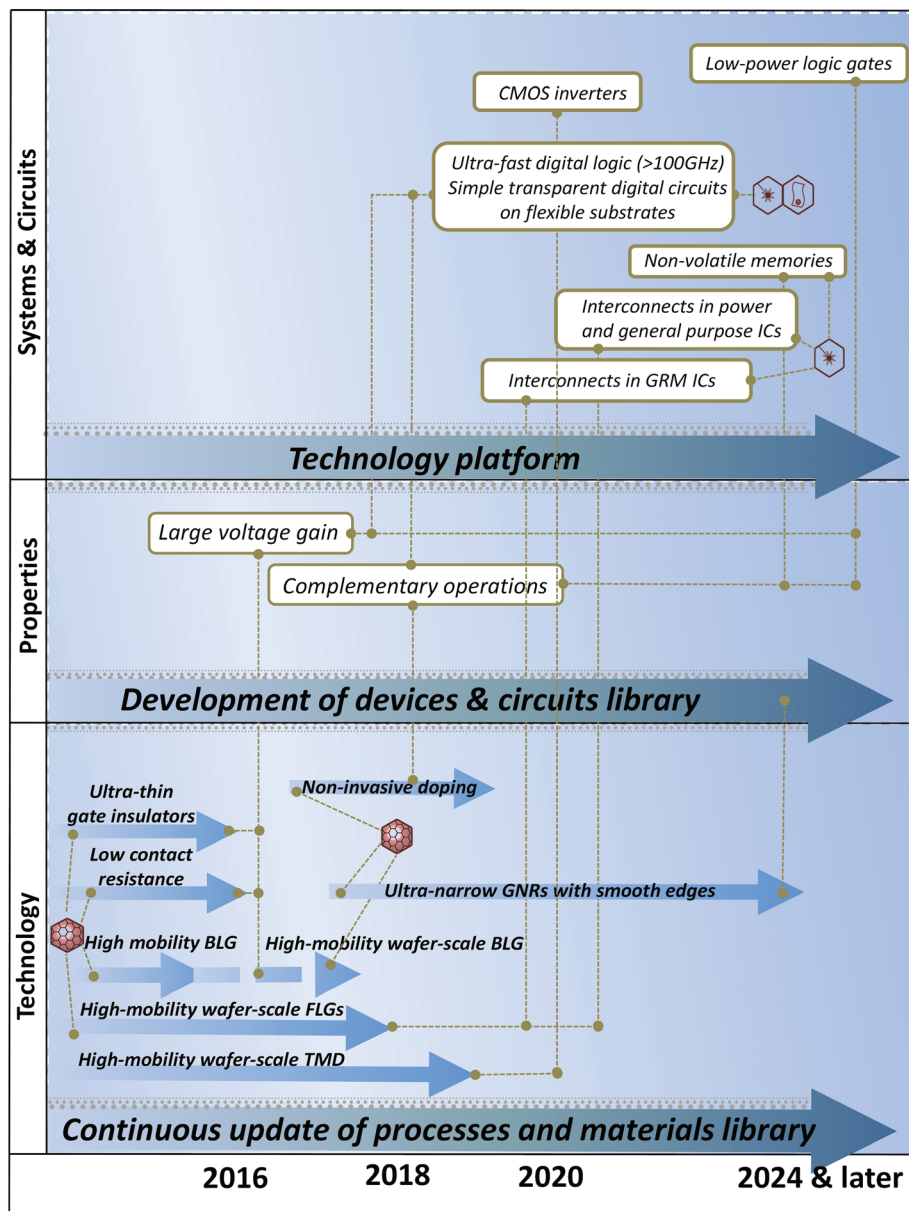 Systems & Circuits
Low-power logic gates
CMOS inverters
Ultra-fast digital logic (>100GHz)
Simple transparent digital circuits
on flexible substrates
Non-volatile memories
Interconnects in power
and general purpose ICs
Interconnects in GRM ICs
Technology platform
Properties
Large voltage gain
Complementary operations
Development of devices & circuits library
Technology
Non-invasive doping
Ultra-thin
gate insulators
Low contact
resistance
Ultra-narrow GNRs with smooth edges
High mobility BLG
High-mobility wafer-scale BLG
High-mobility wafer-scale FLGs
High-mobility wafer-scale TMD
Continuous update of processes and materials library
2016
2018
2020
2024 & later